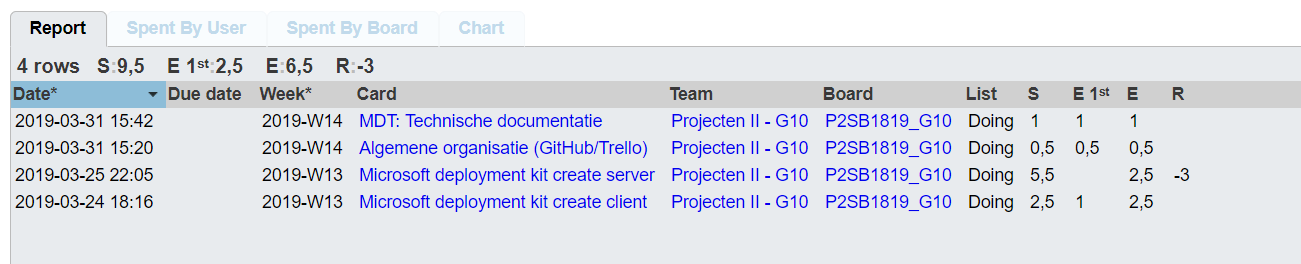 Report Spent By User Spent By Board Chart
4 rows S:9,5 E 1st:2,5 E:6,5 R:-3
Date* Due date Week* Card Team Board List S E 1st E R
2019-03-31 15:42 2019-W14 MDT: Technische documentatie Projecten II - G10 P2SB1819_G10 Doing 1 1 1
2019-03-31 15:20 2019-W14 Algemene organisatie (GitHub/Trello) Projecten II - G10 P2SB1819_G10 Doing 0,5 0,5 0,5
2019-03-25 22:05 2019-W13 Microsoft deployment kit create server Projecten II - G10 P2SB1819_G10 Doing 5,5 2,5 -3
2019-03-24 18:16 2019-W13 Microsoft deployment kit create client Projecten II - G10 P2SB1819_G10 Doing 2,5 1 2,5